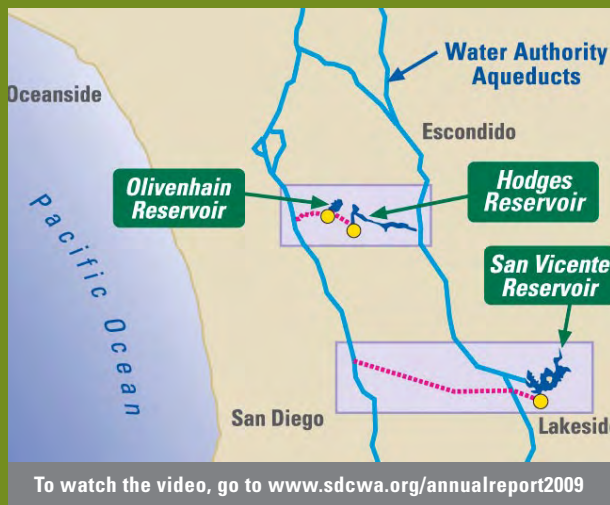 Water Authority
Aqueducts
Oceanside
Escondido
Olivenhain
Reservoir
Hodges
Reservoir
Pacific Ocean
San Vicente
Reservoir
San Diego
Lakeside
To watch the video, go to www.sdcwa.org/annualreport2009